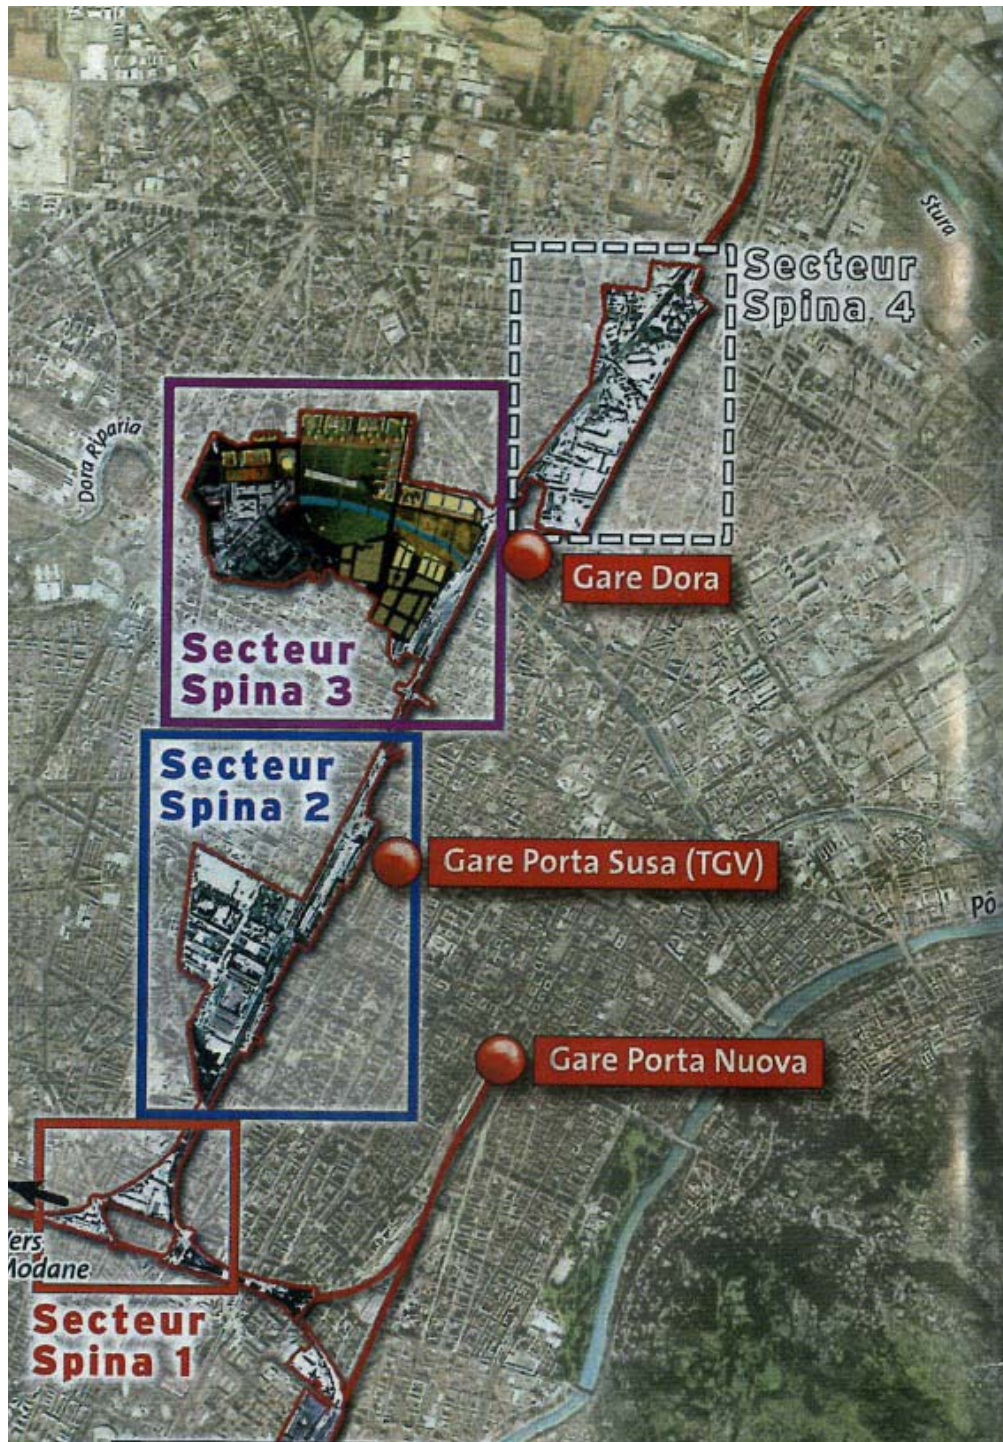 Stura
Secteur
Spina 4
Dora Riparia
Gare Dora
Secteur
Spina 3
Secteur
Spina 2
Gare Porta Susa (TGV)
Pô
Gare Porta Nuova
ers
Modane
Secteur
Spina 1